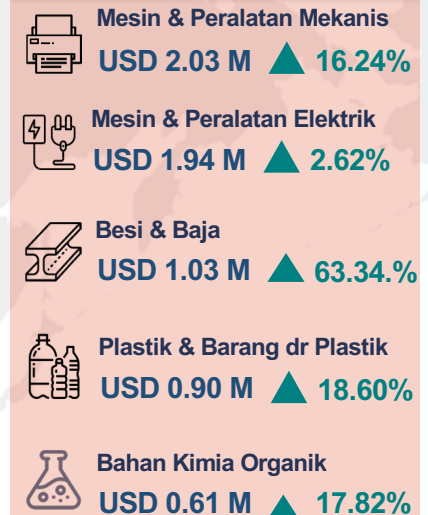 Mesin & Peralatan Mekanis
USD 2.03 M 16.24%
Mesin & Peralatan Elektrik
USD 1.94 M 2.62%
Besi & Baja
USD 1.03 M 63.34.%
Plastik & Barang dr Plastik
USD 0.90 M 18.60%
Bahan Kimia Organik
USD 0.61 M 17.82%